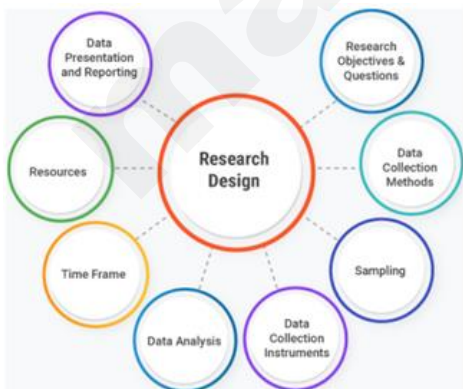 Data
Presentation
and Reporting
Research
Objectives &
Questions
Resources
Research
Design
Data
Collection
Methods
Time Frame
Sampling
Data Analysis
Data
Collection
Instruments